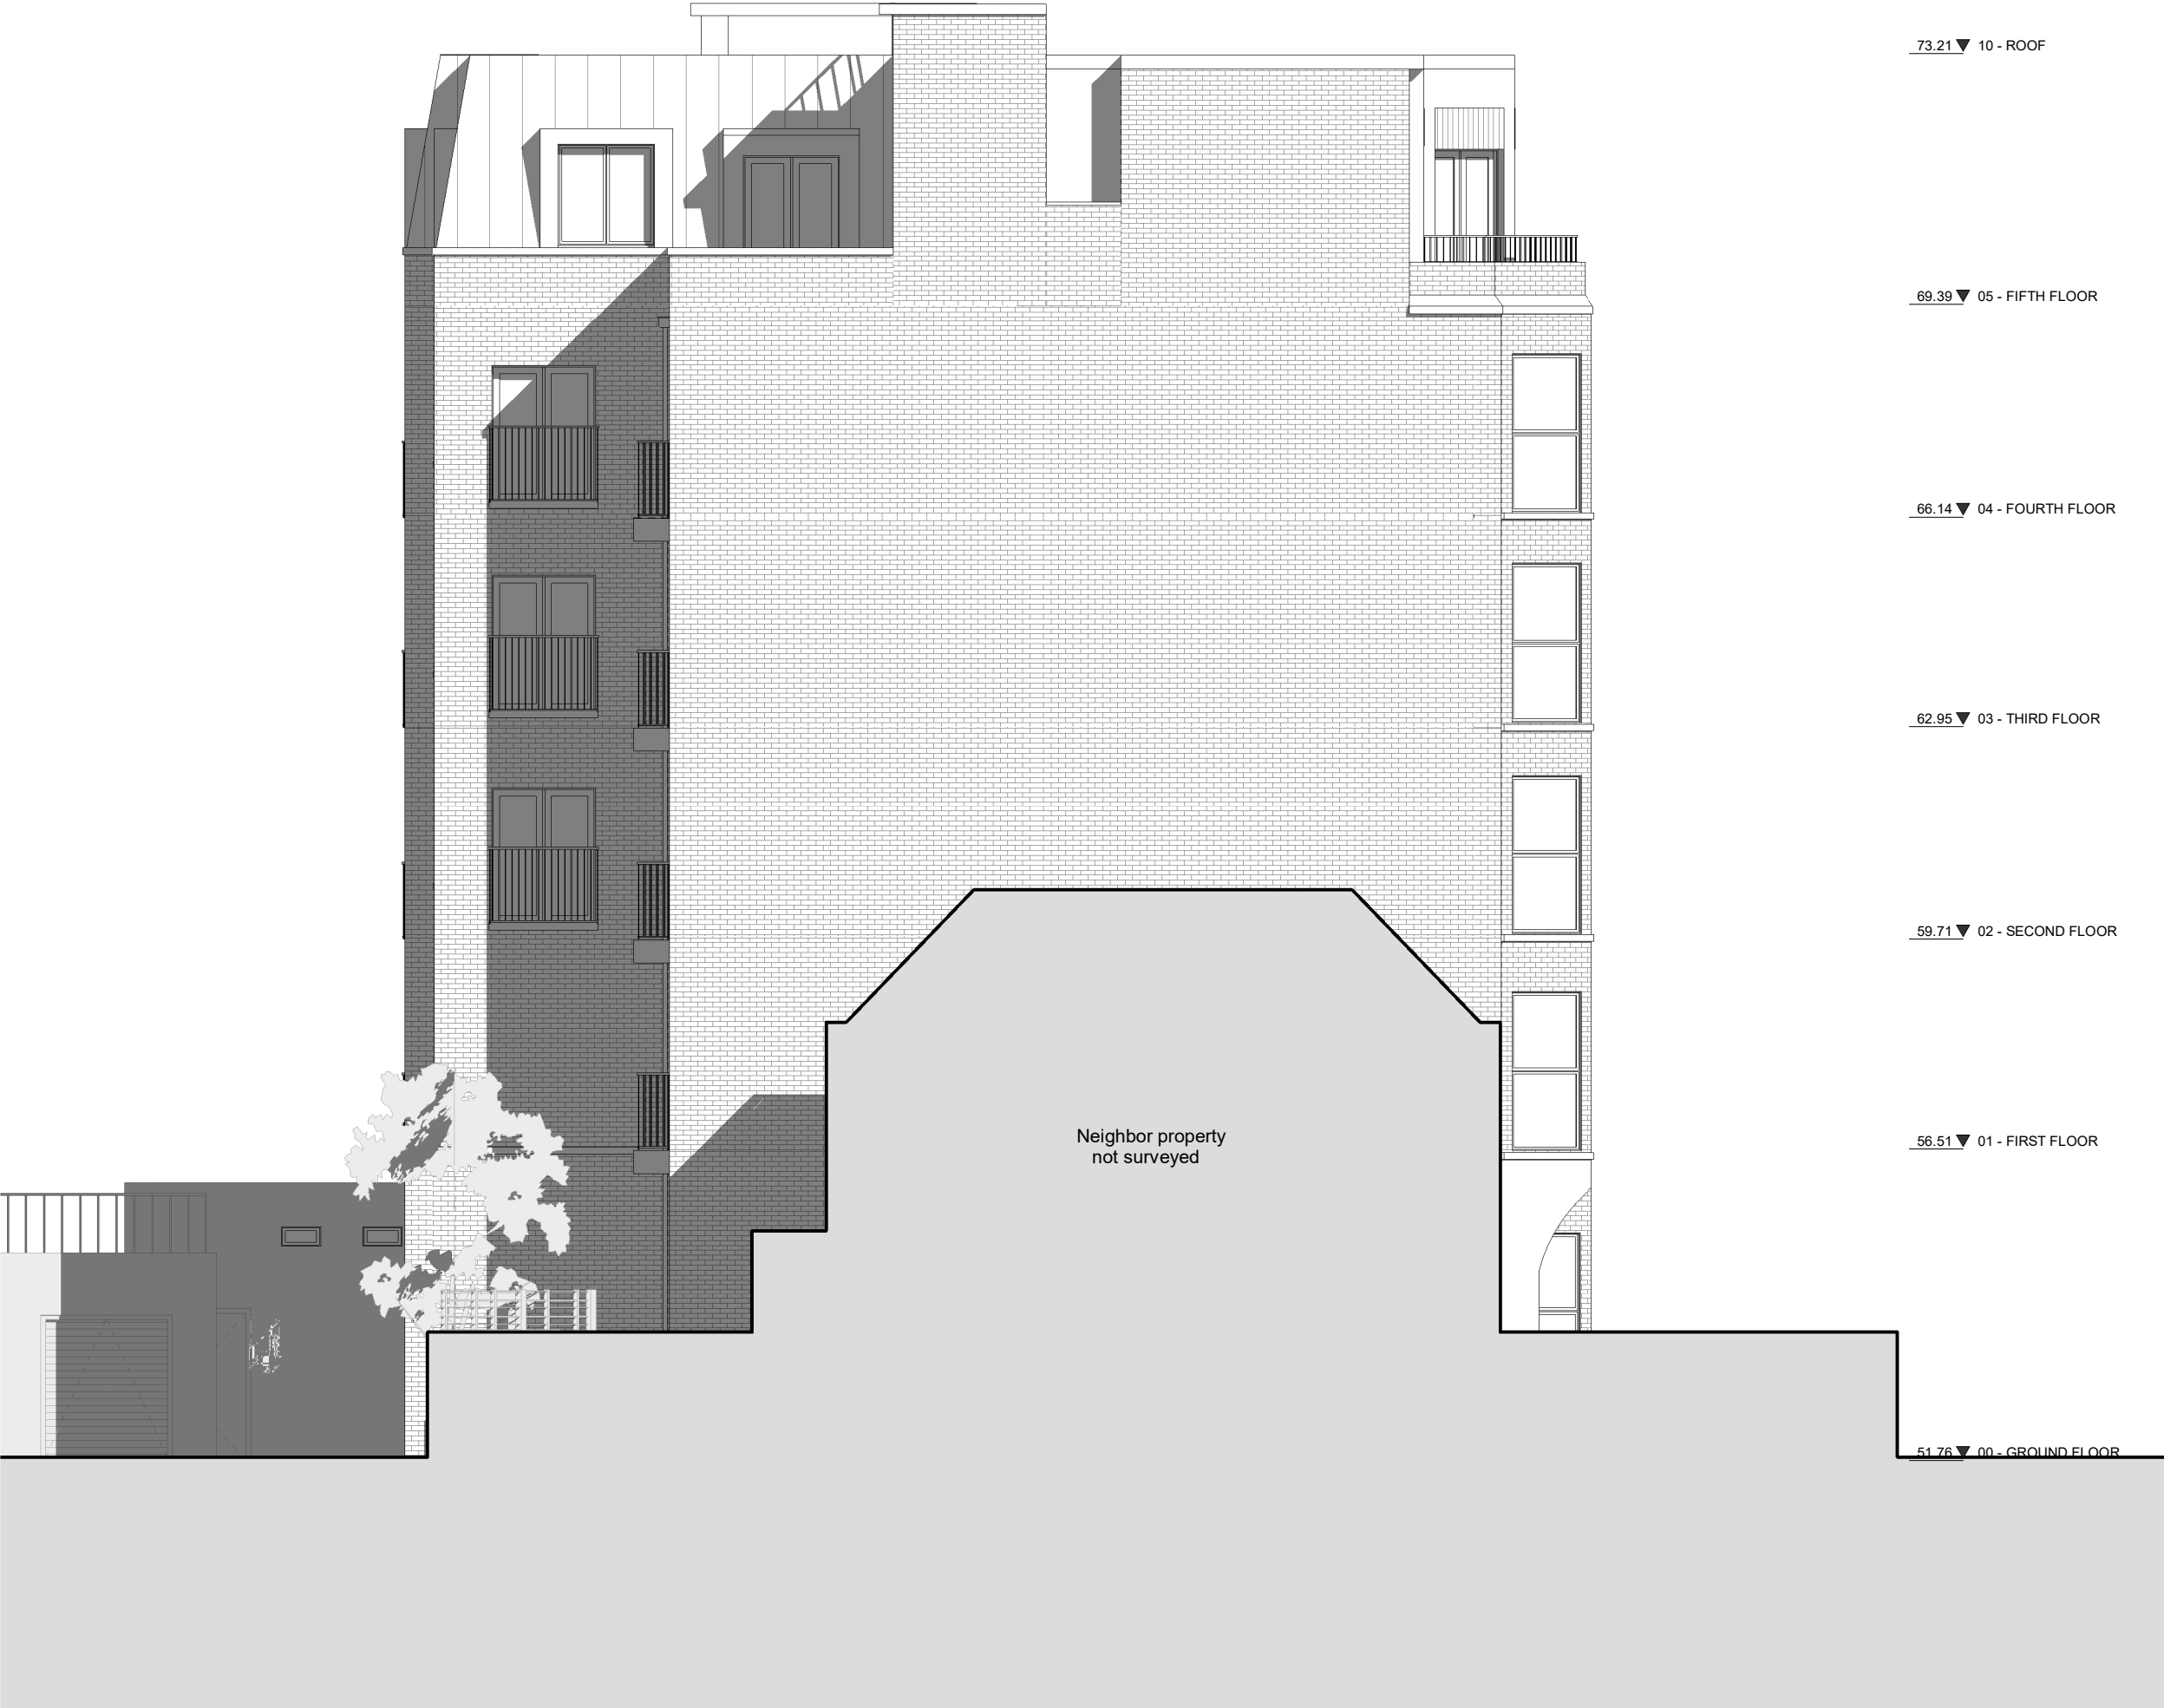 73.21 10 - ROOF
69.39 05 - FIFTH FLOOR
66.14 04 - FOURTH FLOOR
62.95 03 - THIRD FLOOR
59.71 02 - SECOND FLOOR
Neighbor property
not surveyed
56.51 01 - FIRST FLOOR
51.76 00 - GROUND FLOOR